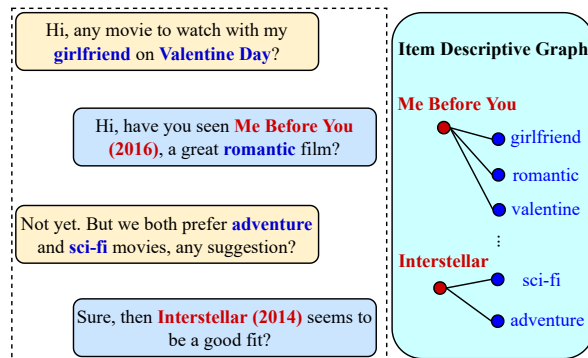 Hi, any movie to watch with my
girlfriend on Valentine Day?
Hi, have you seen Me Before You
(2016), a great romantic film?
Not yet. But we both prefer adventure
and sci-fi movies, any suggestion?
Sure, then Interstellar (2014) seems to
be a good fit?
Item Descriptive Graph
Me Before You
girlfriend
romantic
valentine
...
Interstellar
sci-fi
adventure